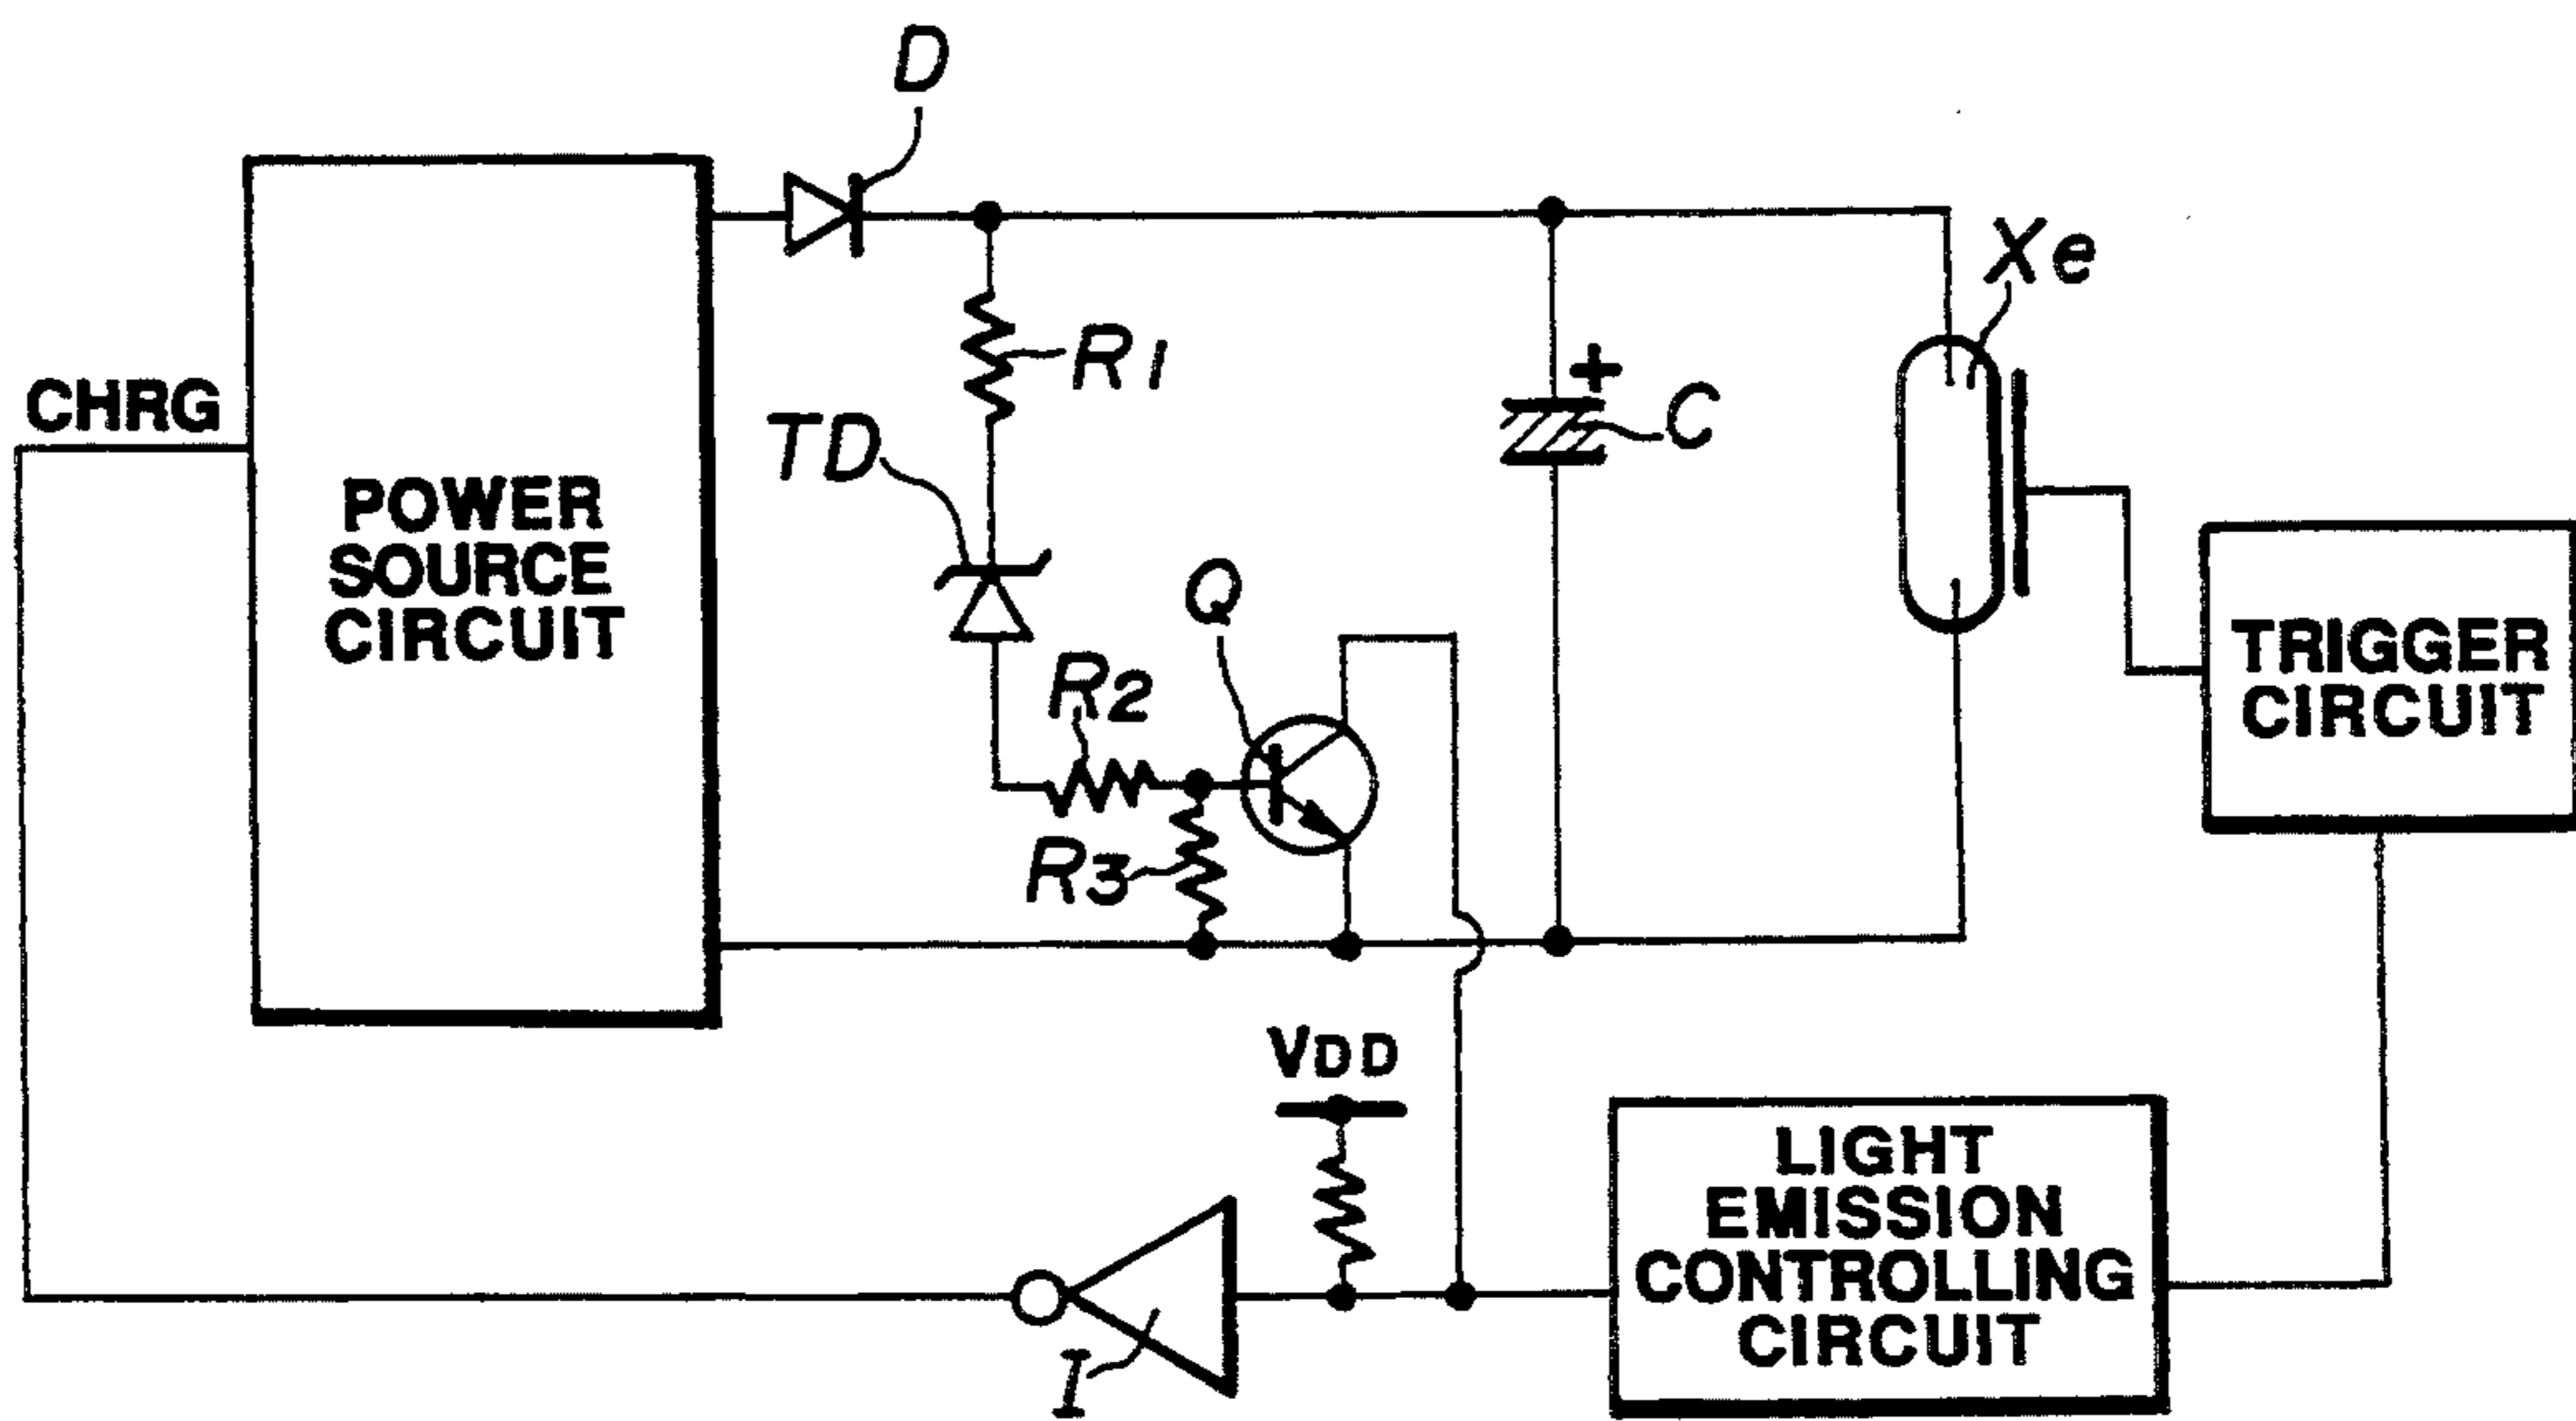 D
Xe
CHRG
R1
+
C
TD
POWER
SOURCE
CIRCUIT
Q
TRIGGER
CIRCUIT
R2
R3
VDD
LIGHT
EMISSION
CONTROLLING
CIRCUIT
I